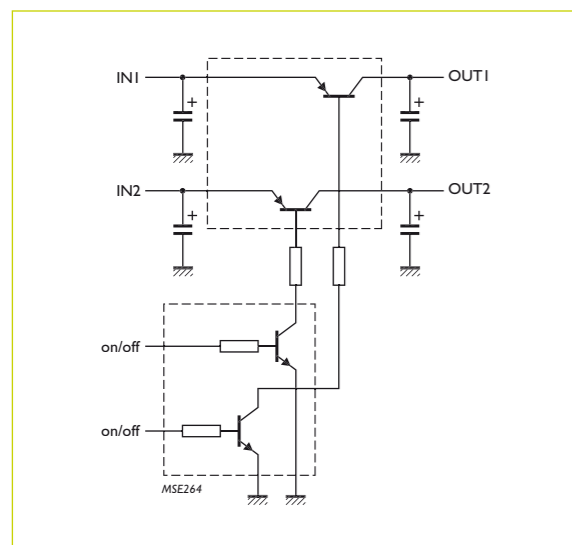 IN1
OUT1
+
+
IN2
OUT2
+
+
on/off
on/off
MSE264